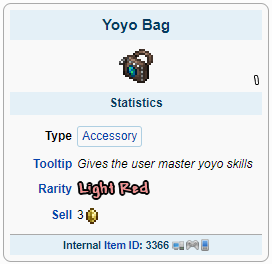 Yoyo Bag
Statistics
Type Accessory
Tooltip Gives the user master yoyo skills
Rarity Light Red
Sell 3
Internal Item ID: 3366